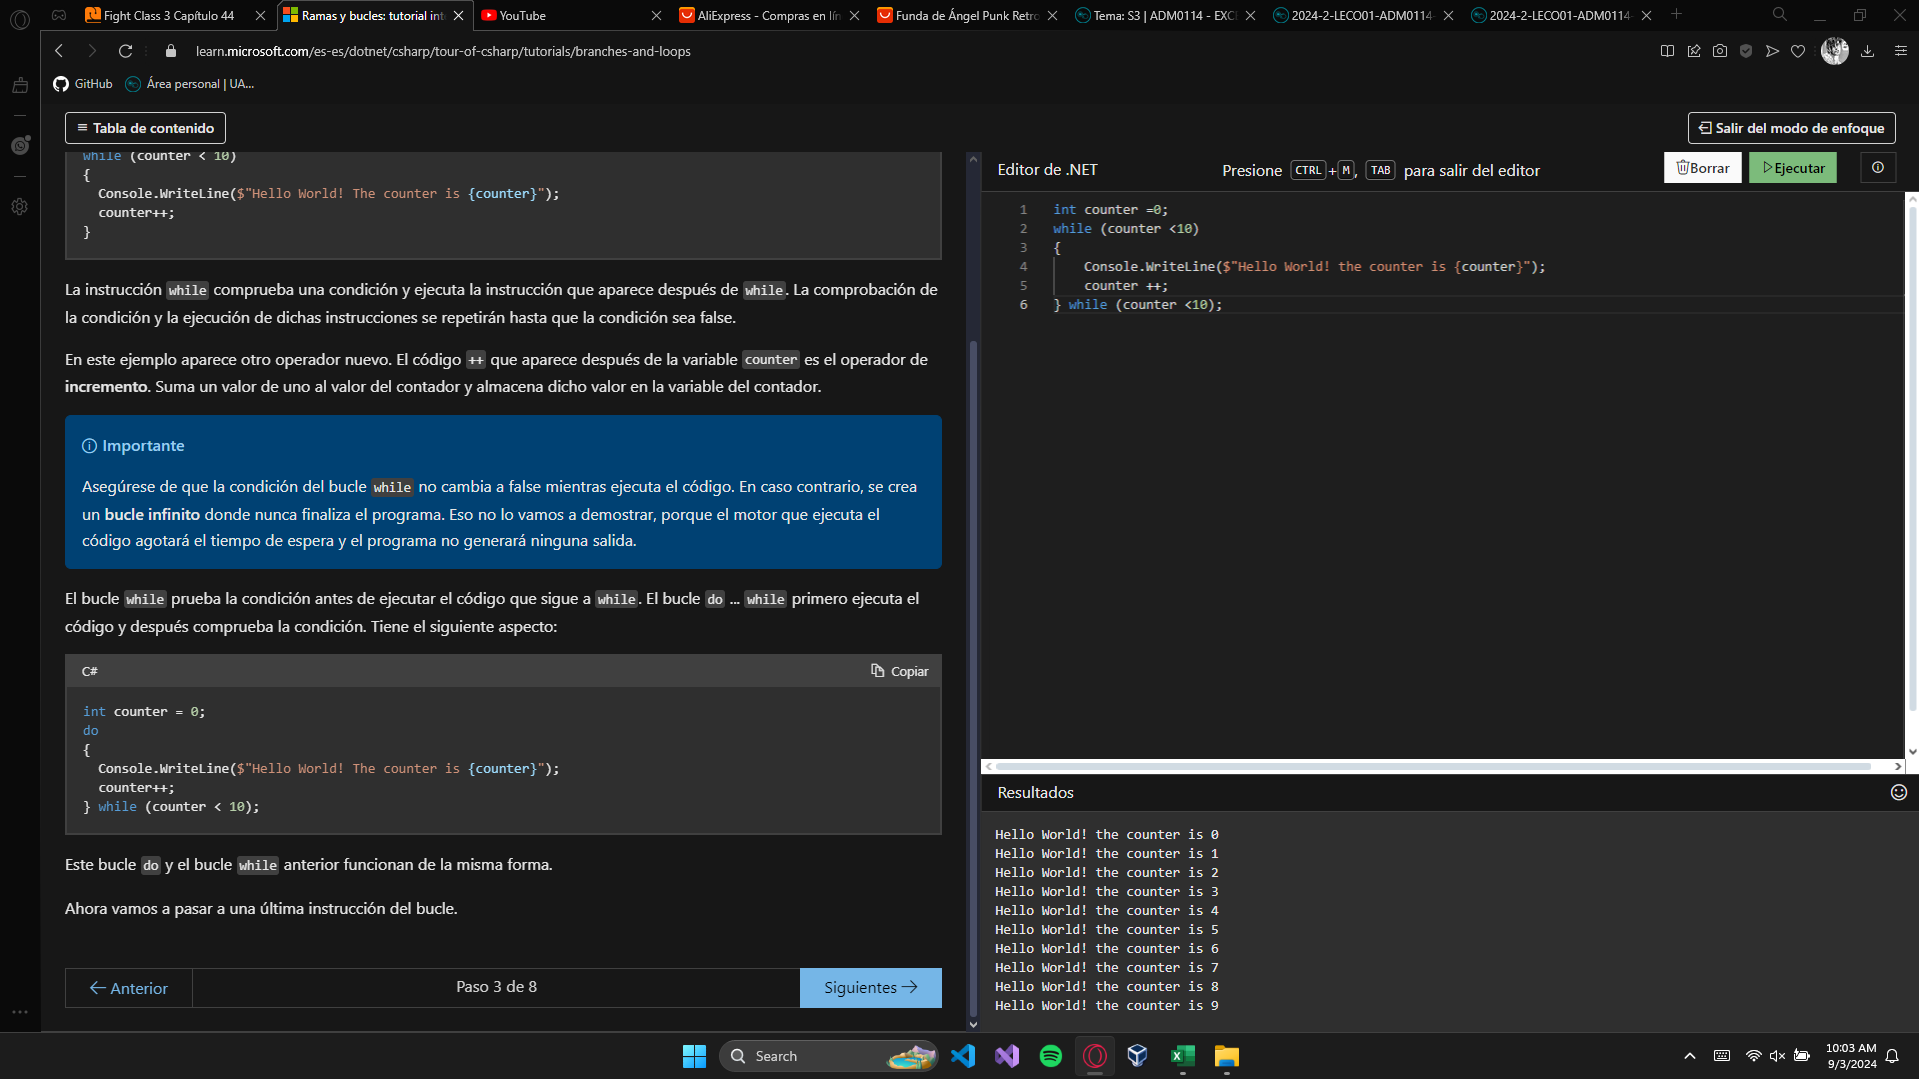 Fight Class 3 Capítulo 44
Ramas y bucles: tutorial int
YouTube
AliExpress - Compras en lín
Funda de Ángel Punk Retro
Tema: S3 | ADM0114 - EXC
2024-2-LECO01-ADM0114-
2024-2-LECO01-ADM0114-
learn.microsoft.com/es-es/dotnet/csharp/tour-of-csharp/tutorials/branches-and-loops
GitHub
Área personal | UA...
Tabla de contenido
Salir del modo de enfoque
while (counter < 10)
{
Console.WriteLine($"Hello World! The counter is {counter}");
counter++;
}
La instrucción while comprueba una condición y ejecuta la instrucción que aparece después de while. La comprobación de
la condición y la ejecución de dichas instrucciones se repetirán hasta que la condición sea false.
En este ejemplo aparece otro operador nuevo. El código ++ que aparece después de la variable counter es el operador de
incremento. Suma un valor de uno al valor del contador y almacena dicho valor en la variable del contador.
Importante
Asegúrese de que la condición del bucle while no cambia a false mientras ejecuta el código. En caso contrario, se crea
un bucle infinito donde nunca finaliza el programa. Eso no lo vamos a demostrar, porque el motor que ejecuta el
código agotará el tiempo de espera y el programa no generará ninguna salida.
El bucle while prueba la condición antes de ejecutar el código que sigue a while. El bucle do ... while primero ejecuta el
código y después comprueba la condición. Tiene el siguiente aspecto:
C#
Copiar
int counter = 0;
do
{
Console.WriteLine($"Hello World! The counter is {counter}");
counter++;
} while (counter < 10);
Este bucle do y el bucle while anterior funcionan de la misma forma.
Ahora vamos a pasar a una última instrucción del bucle.
Anterior
Paso 3 de 8
Siguientes
Editor de .NET
Presione CTRL+M, TAB para salir del editor
Borrar
Ejecutar
1 int counter =0;
2 while (counter <10)
3 {
4 Console.WriteLine($"Hello World! the counter is {counter}");
5 counter ++;
6 } while (counter <10);
Resultados
Hello World! the counter is 0
Hello World! the counter is 1
Hello World! the counter is 2
Hello World! the counter is 3
Hello World! the counter is 4
Hello World! the counter is 5
Hello World! the counter is 6
Hello World! the counter is 7
Hello World! the counter is 8
Hello World! the counter is 9
Search
10:03 AM
9/3/2024